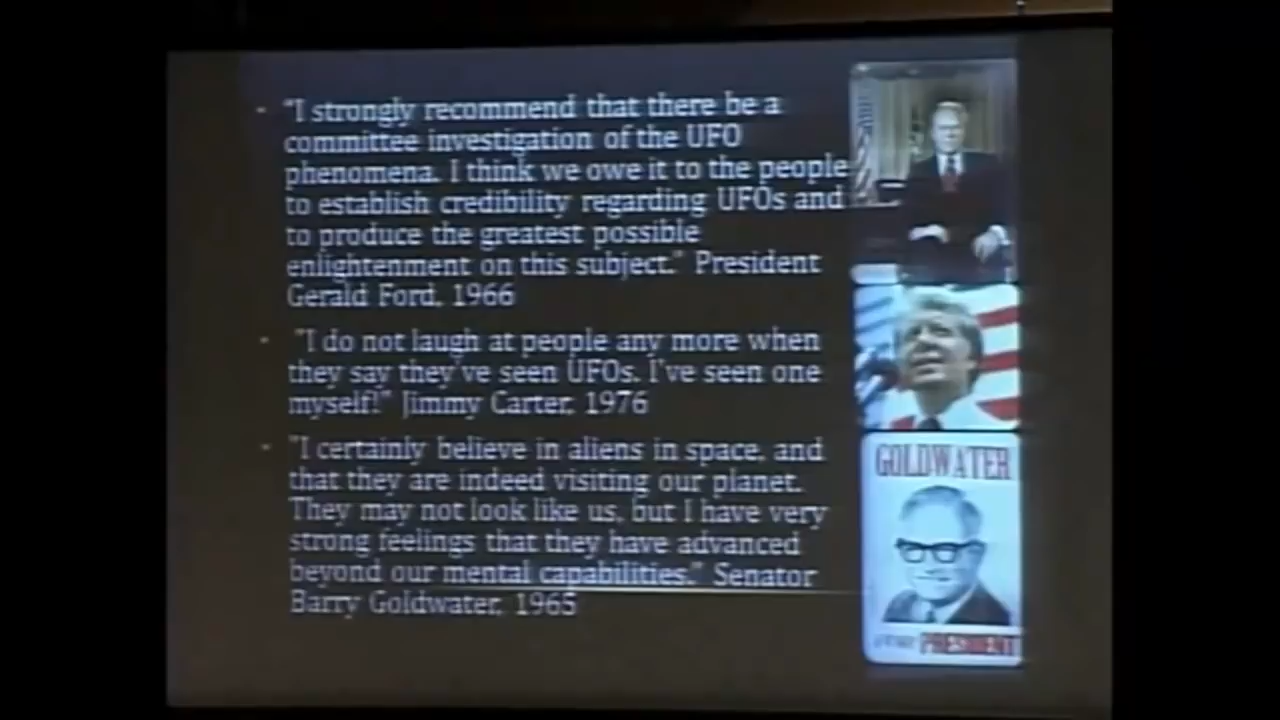 • "I strongly recommend that there be a
committee investigation of the UFO
phenomena. I think we owe it to the people
to establish credibility regarding UFOs and
to produce the greatest possible
enlightenment on this subject." President
Gerald Ford, 1966
• "I do not laugh at people any more when
they say they've seen UFOs. I've seen one
myself!" Jimmy Carter, 1976
• "I certainly believe in aliens in space, and
that they are indeed visiting our planet.
They may not look like us, but I have very
strong feelings that they have advanced
beyond our mental capabilities." Senator
Barry Goldwater, 1965
GOLDWATER
PRESIDENT